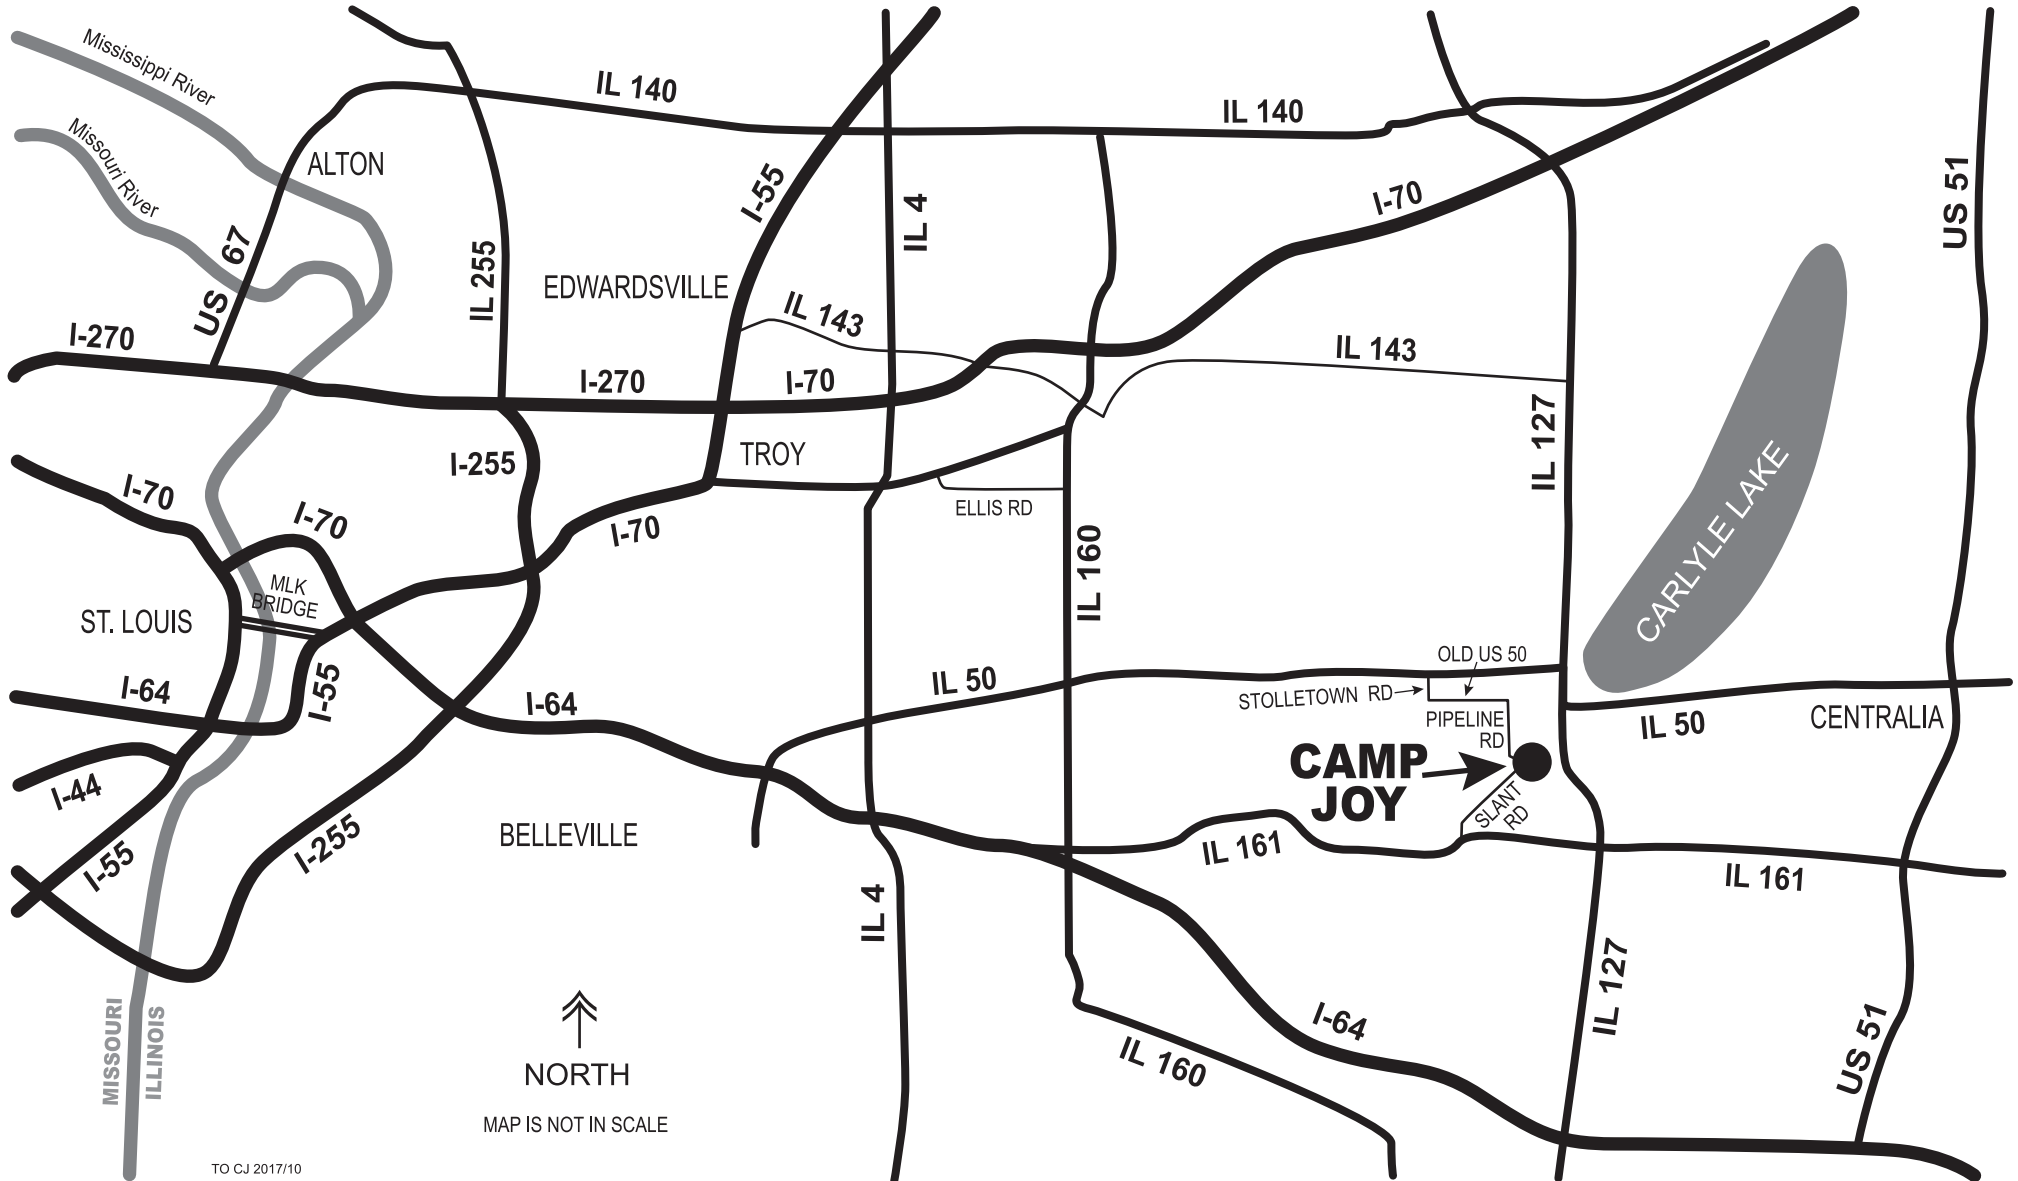 Mississippi River
Missouri River
ALTON
US 67
IL 140
IL 140
I-55
IL 4
I-70
US 51
IL 255
EDWARDSVILLE
IL 143
IL 143
I-270
I-270
I-70
IL 127
I-255
TROY
ELLIS RD
CARLYLE LAKE
I-70
I-70
I-70
IL 160
MLK
BRIDGE
ST. LOUIS
OLD US 50
STOLLETOWN RD
PIPELINE
RD
IL 50
IL 50
CENTRALIA
I-64
I-55
I-64
CAMP
JOY
SLANT
RD
I-44
BELLEVILLE
IL 161
IL 161
I-55
I-255
IL 4
IL 127
MISSOURI
ILLINOIS
I-64
IL 160
US 51
NORTH
MAP IS NOT IN SCALE
TO CJ 2017/10